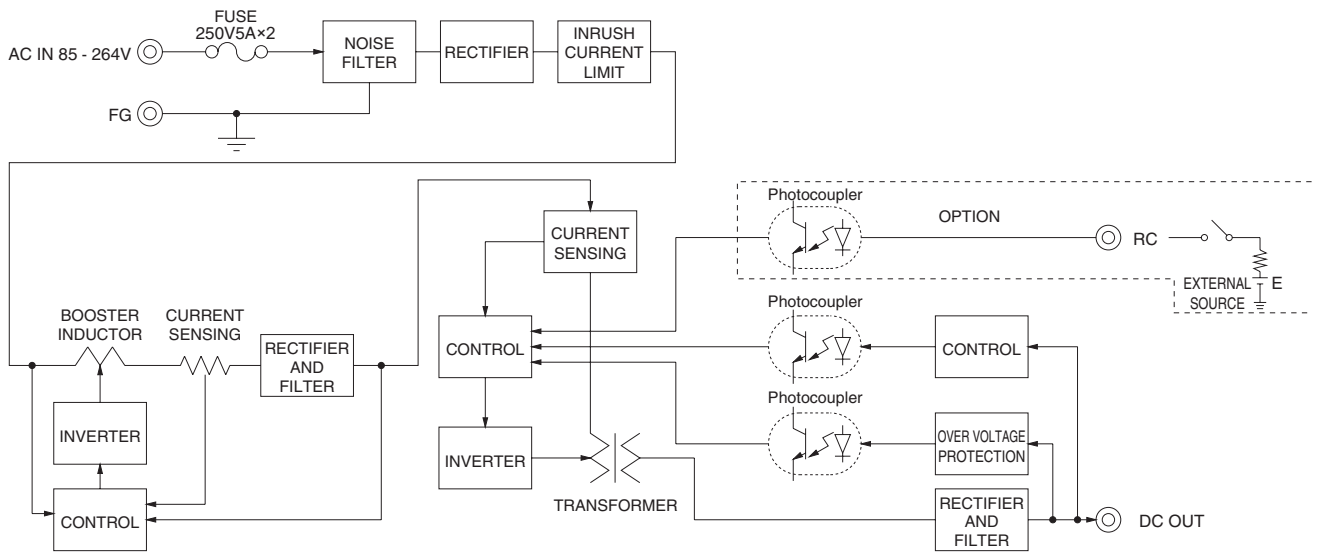 FUSE
250V5A×2
AC IN 85 - 264V
NOISE
FILTER
RECTIFIER
INRUSH
CURRENT
LIMIT
FG
Photocoupler
OPTION
RC
EXTERNAL
SOURCE
E
CURRENT
SENSING
BOOSTER
INDUCTOR
CURRENT
SENSING
RECTIFIER
AND
FILTER
CONTROL
Photocoupler
CONTROL
Photocoupler
INVERTER
INVERTER
OVER VOLTAGE
PROTECTION
TRANSFORMER
CONTROL
RECTIFIER
AND
FILTER
DC OUT